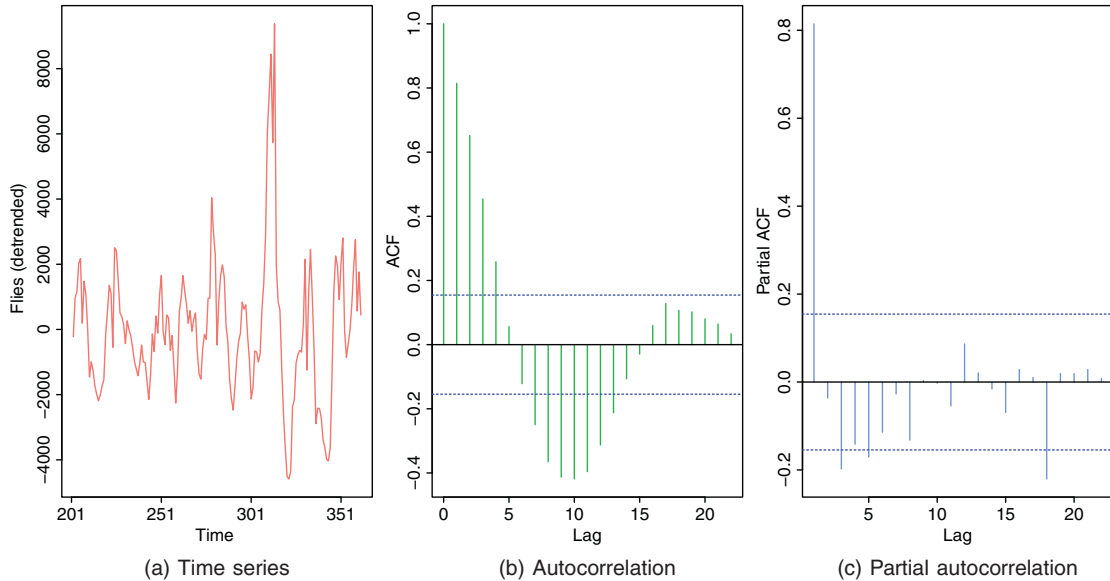 Flies (detrended)
8000
6000
4000
2000
0
−2000
−4000
201 251 301 351
Time
(a) Time series
ACF
1.0
0.8
0.6
0.4
0.2
0.0
−0.2
−0.4
0 5 10 15 20
Lag
(b) Autocorrelation
Partial ACF
0.8
0.6
0.4
0.2
0.0
−0.2
5 10 15 20
Lag
(c) Partial autocorrelation